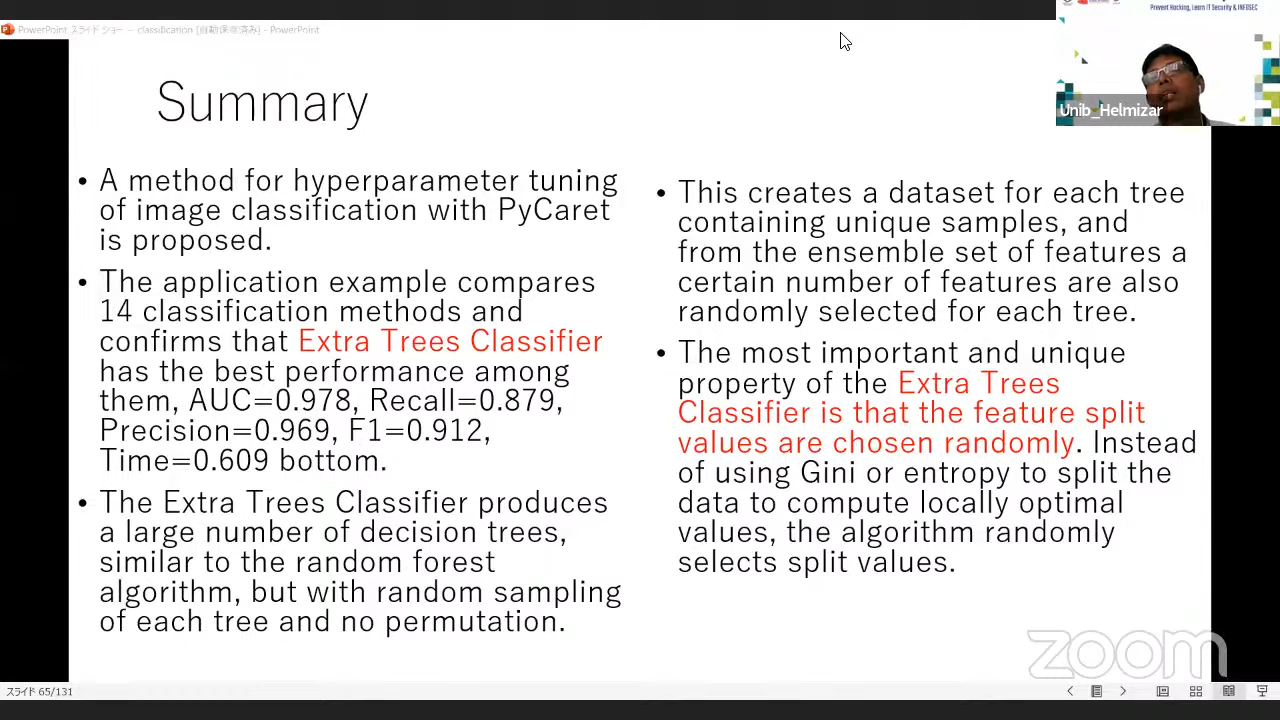 PowerPoint スライド ショー - classification [自動保存済み] - PowerPoint
Prevent Hacking, Learn IT Security & INFOSEC
Unib_Helmizar
Summary
• A method for hyperparameter tuning
of image classification with PyCaret
is proposed.
• The application example compares
14 classification methods and
confirms that Extra Trees Classifier
has the best performance among
them, AUC=0.978, Recall=0.879,
Precision=0.969, F1=0.912,
Time=0.609 bottom.
• The Extra Trees Classifier produces
a large number of decision trees,
similar to the random forest
algorithm, but with random sampling
of each tree and no permutation.
• This creates a dataset for each tree
containing unique samples, and
from the ensemble set of features a
certain number of features are also
randomly selected for each tree.
• The most important and unique
property of the Extra Trees
Classifier is that the feature split
values are chosen randomly. Instead
of using Gini or entropy to split the
data to compute locally optimal
values, the algorithm randomly
selects split values.
zoom
スライド 65/131